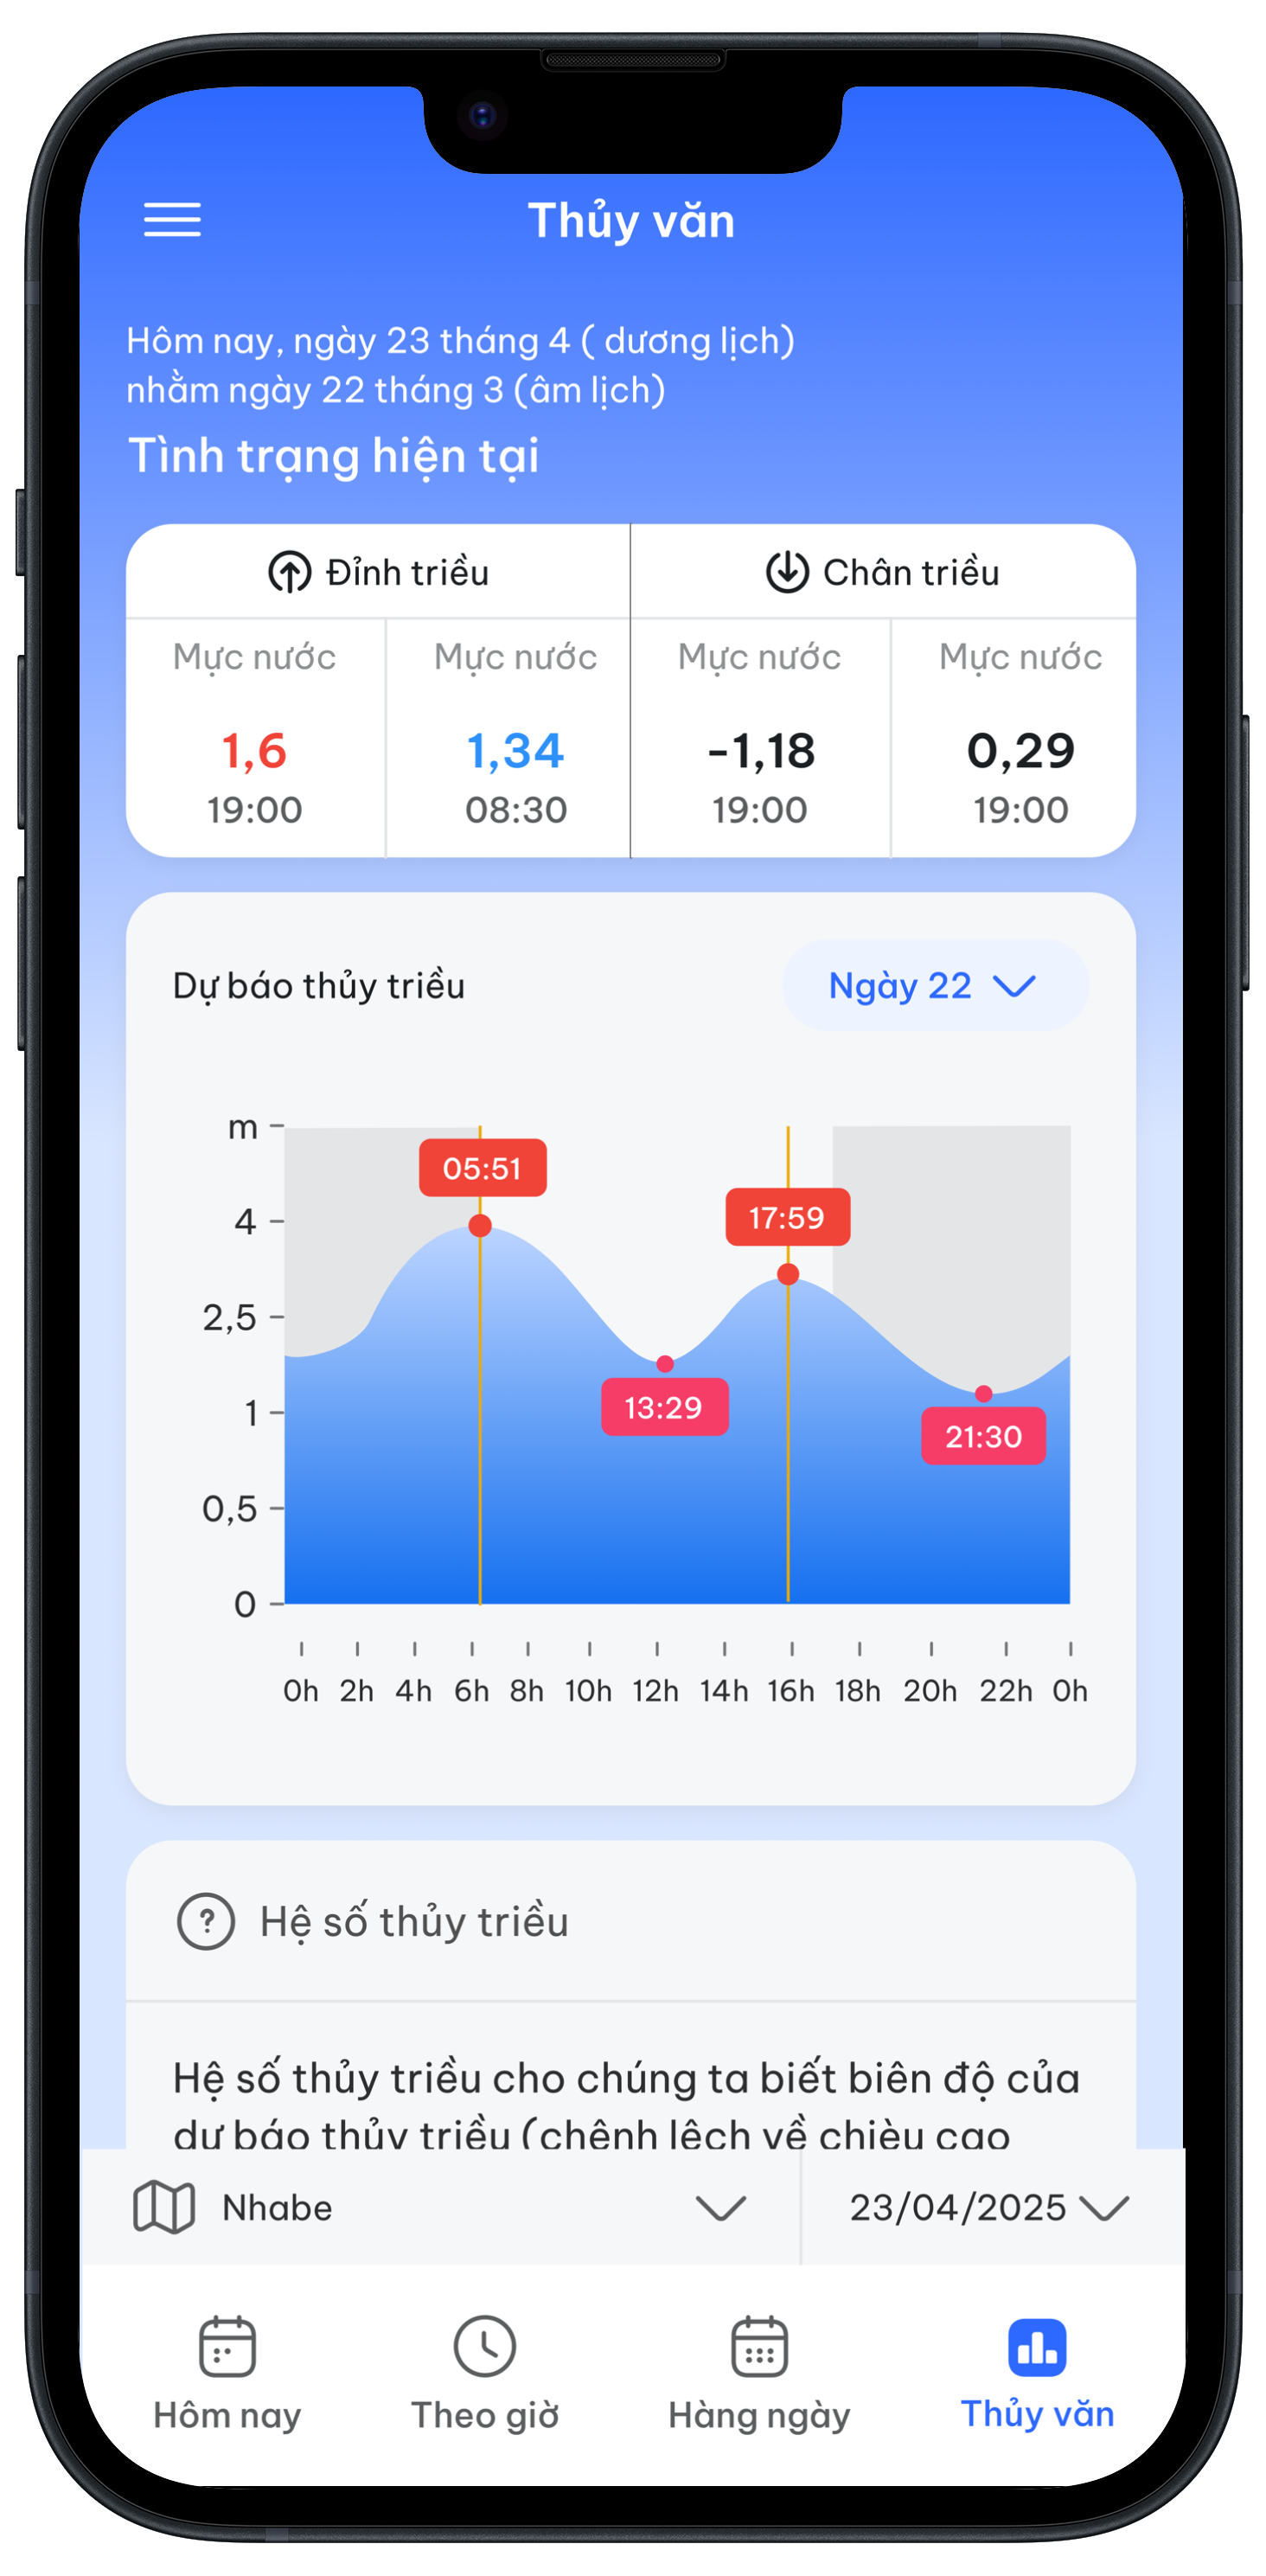 Thủy văn
Hôm nay, ngày 23 tháng 4 ( dương lịch)
nhằm ngày 22 tháng 3 (âm lịch)
Tình trạng hiện tại
Đỉnh triều Chân triều
Mực nước Mực nước Mực nước Mực nước
1,6 1,34 -1,18 0,29
19:00 08:30 19:00 19:00
Dự báo thủy triều Ngày 22
m
05:51
17:59
4
2,5
13:29
1
21:30
0,5
0
0h 2h 4h 6h 8h 10h 12h 14h 16h 18h 20h 22h 0h
? Hệ số thủy triều
Hệ số thủy triều cho chúng ta biết biên độ của
dự báo thủy triều (chênh lệch về chièu cao
Nhabe 23/04/2025
Hôm nay Theo giờ Hàng ngày Thủy văn